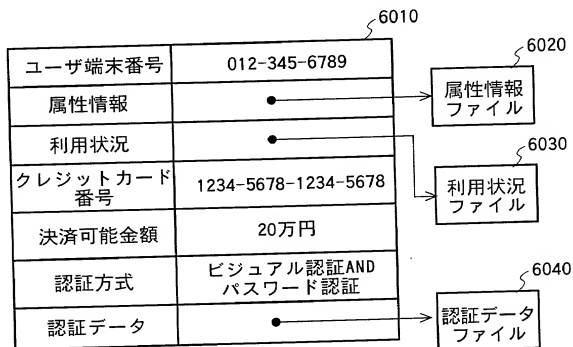 6010
ユーザ端末番号 012-345-6789
属性情報
利用状況
クレジットカード
番号
1234-5678-1234-5678
決済可能金額 20万円
認証方式
ビジュアル認証AND
パスワード認証
認証データ
6020
属性情報
ファイル
6030
利用状況
ファイル
6040
認証データ
ファイル